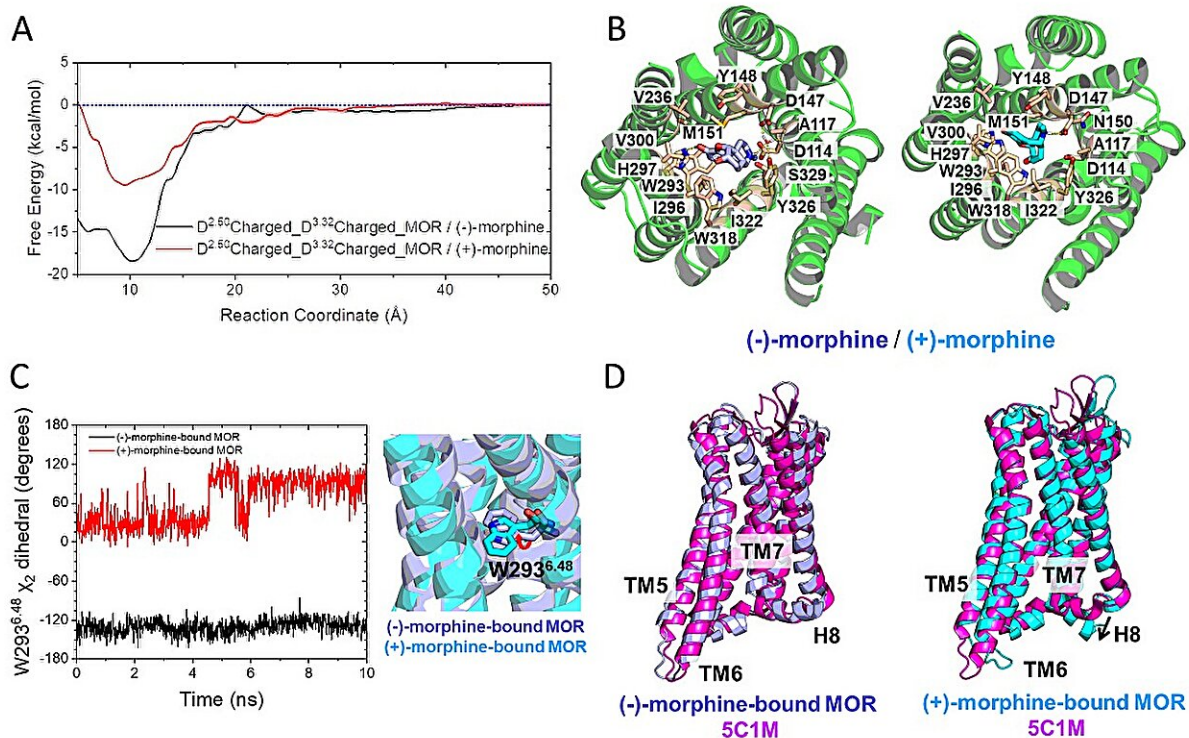 A
Free Energy (kcal/mol)
5
0
-5
-10
-15
-20
D2.50Charged_D3.32Charged_MOR / (-)-morphine
D2.50Charged_D3.32Charged_MOR / (+)-morphine
10 20 30 40 50
Reaction Coordinate (Å)
B
Y148
V236
D147
M151
A117
V300
D114
H297
W293
S329
I296
Y326
I322
W318
Y148
V236
D147
M151
N150
V300
A117
H297
D114
W293
I296
Y326
W318
I322
(-)-morphine / (+)-morphine
C
W2936.48 χ2 dihedral (degrees)
180
120
60
0
-60
-120
-180
(-)-morphine-bound MOR
(+)-morphine-bound MOR
0 2 4 6 8 10
Time (ns)
W2936.48
(-)-morphine-bound MOR
(+)-morphine-bound MOR
D
TM7
TM5
H8
TM6
(-)-morphine-bound MOR
5C1M
TM7
TM5
H8
TM6
(+)-morphine-bound MOR
5C1M